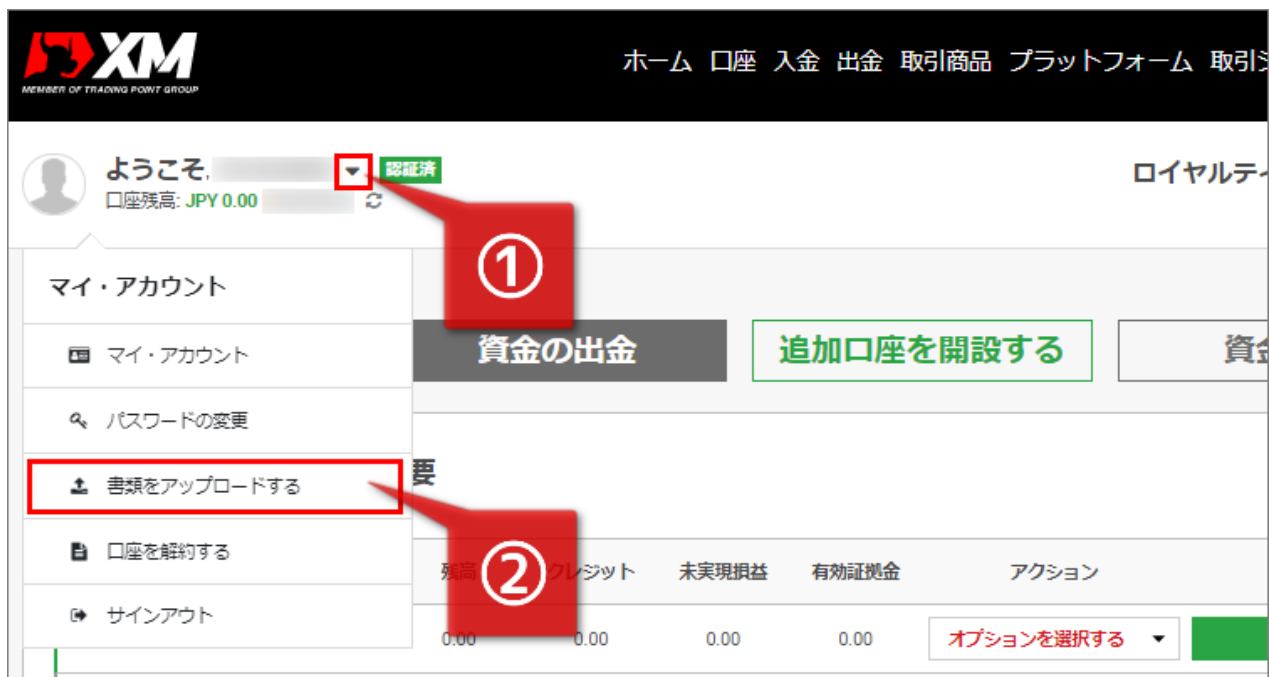 XM
MEMBER OF TRADING POINT GROUP
ホーム 口座 入金 出金 取引商品 プラットフォーム 取引
ようこそ, 認証済
口座残高: JPY 0.00
ロイヤルティ
①
マイ・アカウント
マイ・アカウント
パスワードの変更
書類をアップロードする
口座を解約する
サインアウト
資金の出金
追加口座を開設する
資金
要
②
残高 クレジット 未実現損益 有効証拠金 アクション
0.00 0.00 0.00 0.00 オプションを選択する